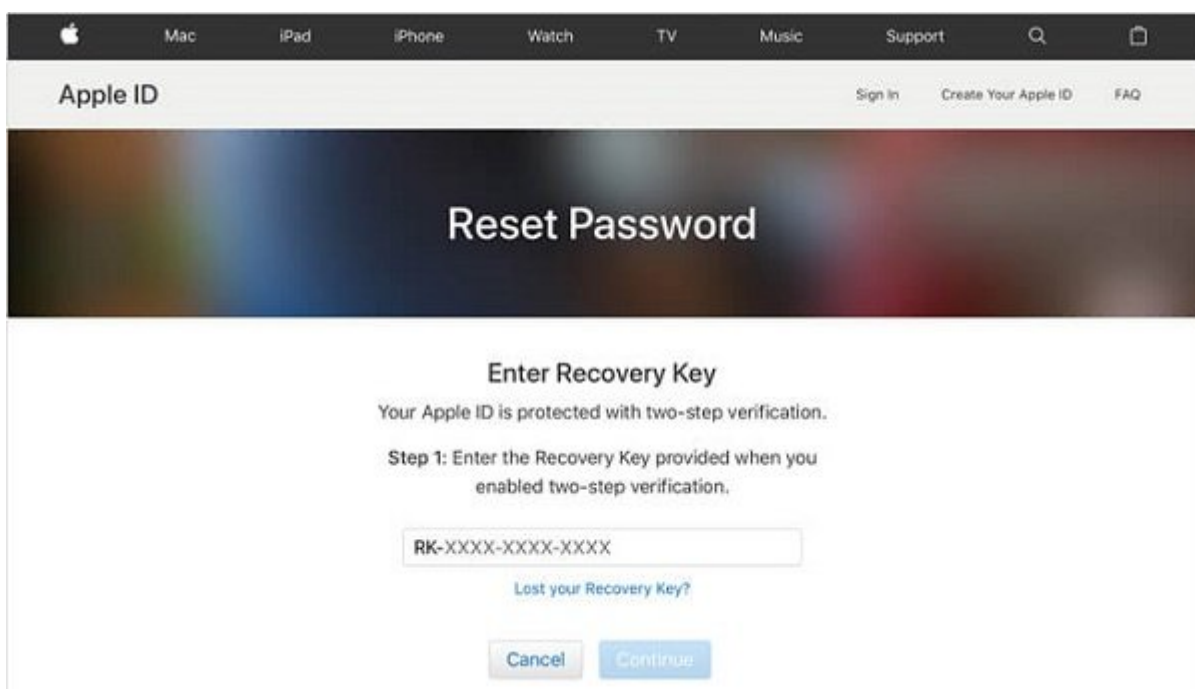 Mac iPad iPhone Watch TV Music Support
Apple ID Sign In Create Your Apple ID FAQ
Reset Password
Enter Recovery Key
Your Apple ID is protected with two-step verification.
Step 1: Enter the Recovery Key provided when you
enabled two-step verification.
RK-XXXX-XXXX-XXXX
Lost your Recovery Key?
Cancel Continue